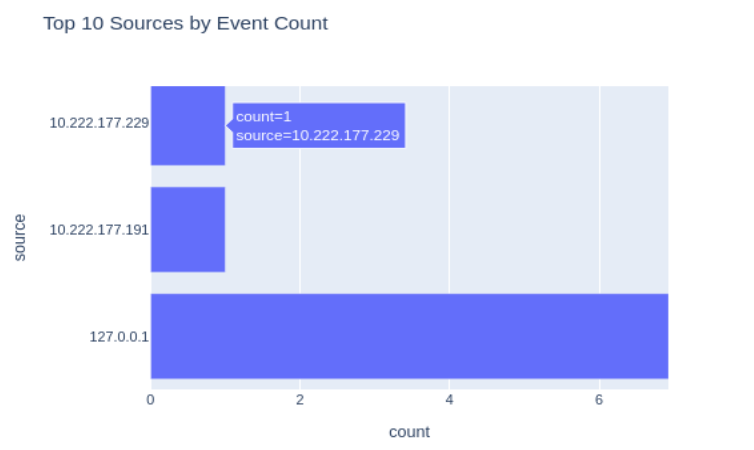 Top 10 Sources by Event Count
10.222.177.229
count=1
source=10.222.177.229
10.222.177.191
source
127.0.0.1
0 2 4 6
count